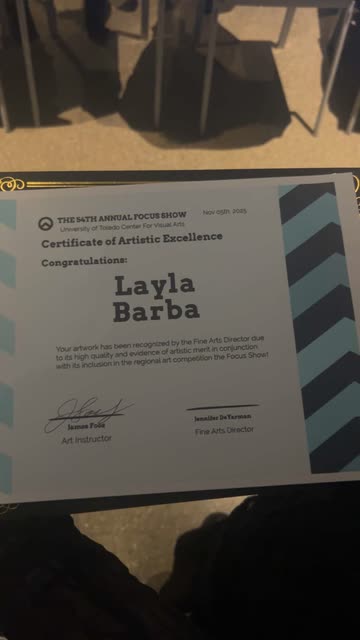 THE 54TH ANNUAL FOCUS SHOW
Nov 05th, 2025
University of Toledo Center For Visual Arts
Certificate of Artistic Excellence
Congratulations:
Layla
Barba
Your artwork has been recognized by the Fine Arts Director due
to its high quality and evidence of artistic merit in conjunction
with its inclusion in the regional art competition the Focus Show!
James Foss
Jennifer DeYarman
Art Instructor
Fine Arts Director